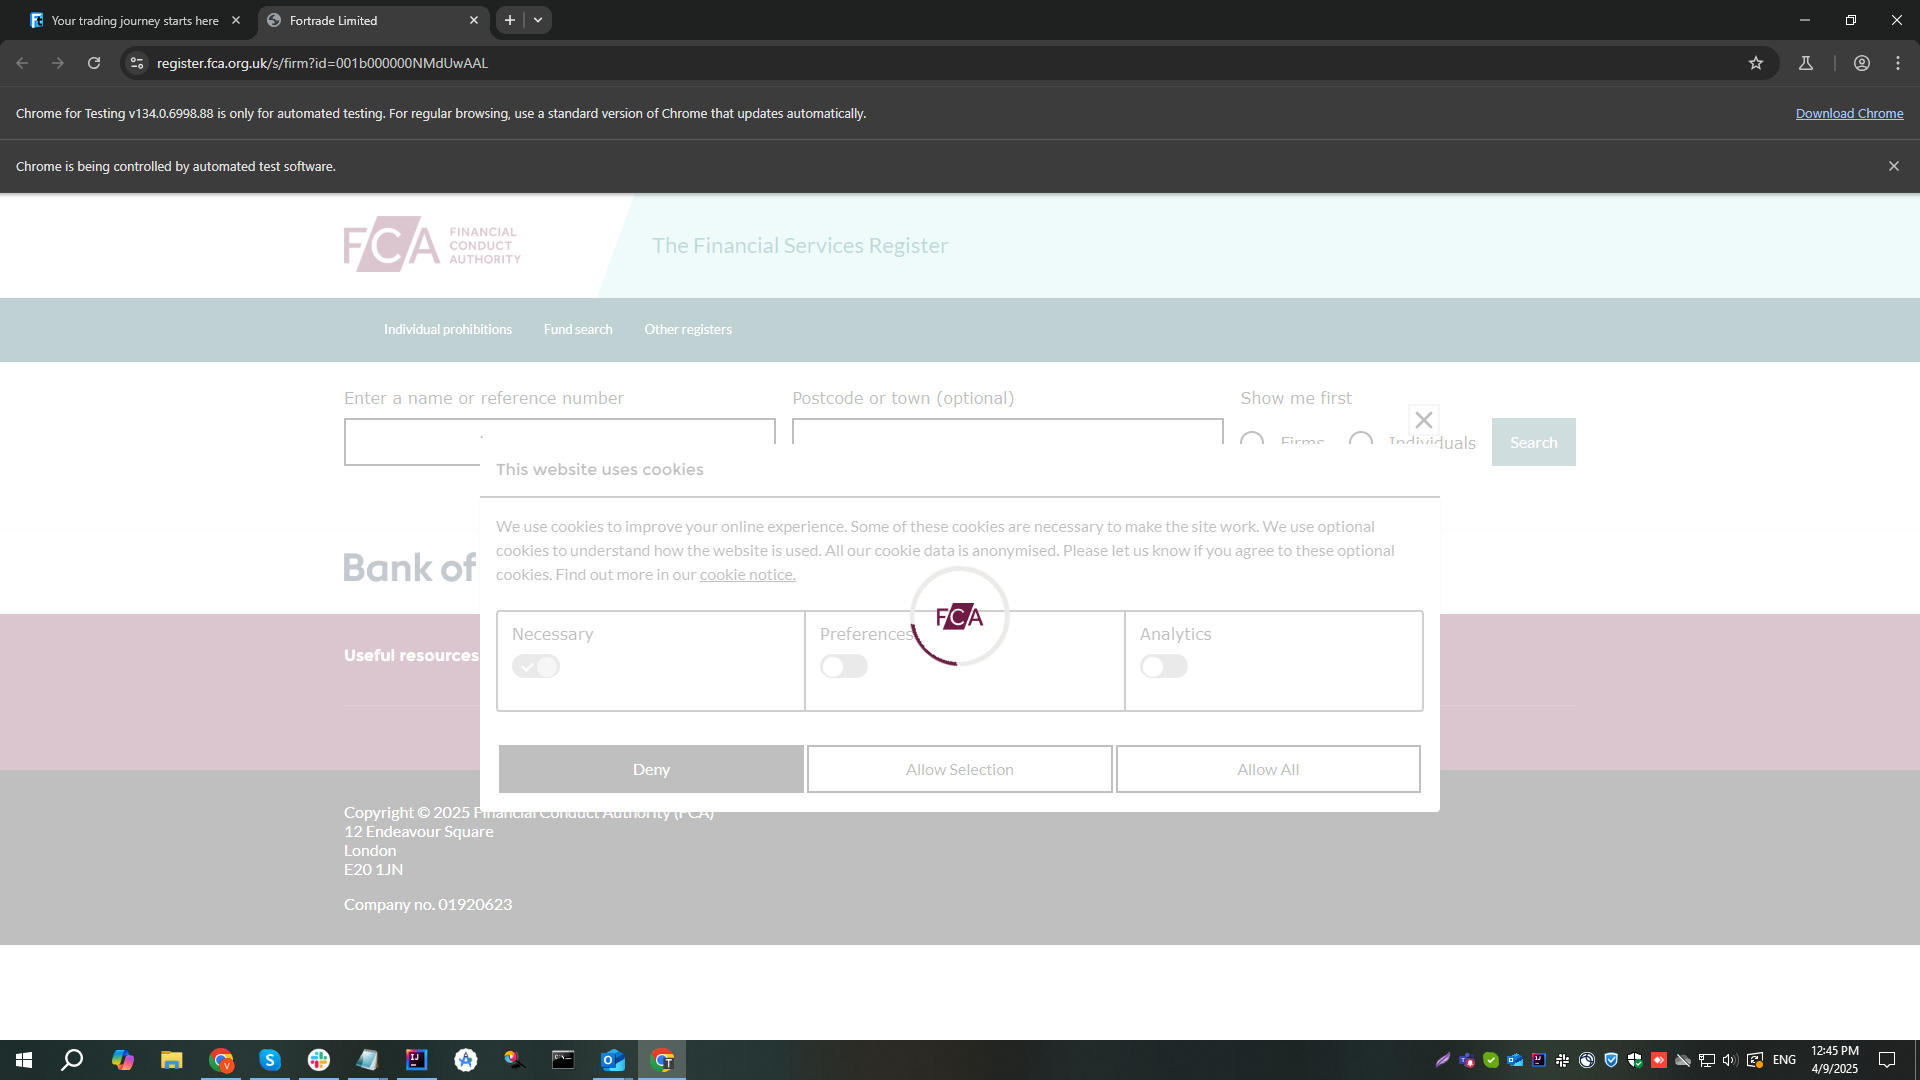 Your trading journey starts here
Fortrade Limited
register.fca.org.uk/s/firm?id=001b000000NMdUwAAL
Chrome for Testing v134.0.6998.88 is only for automated testing. For regular browsing, use a standard version of Chrome that updates automatically.
Download Chrome
Chrome is being controlled by automated test software.
FCA FINANCIAL
CONDUCT
AUTHORITY
The Financial Services Register
Individual prohibitions
Fund search
Other registers
Enter a name or reference number
Postcode or town (optional)
Show me first
Firms
Individuals
Search
This website uses cookies
We use cookies to improve your online experience. Some of these cookies are necessary to make the site work. We use optional
cookies to understand how the website is used. All our cookie data is anonymised. Please let us know if you agree to these optional
cookies. Find out more in our cookie notice.
Bank of
FCA
Necessary
Preferences
Analytics
Useful resources
Deny
Allow Selection
Allow All
Copyright © 2025 Financial Conduct Authority (FCA)
12 Endeavour Square
London
E20 1JN
Company no. 01920623
ENG
12:45 PM
4/9/2025